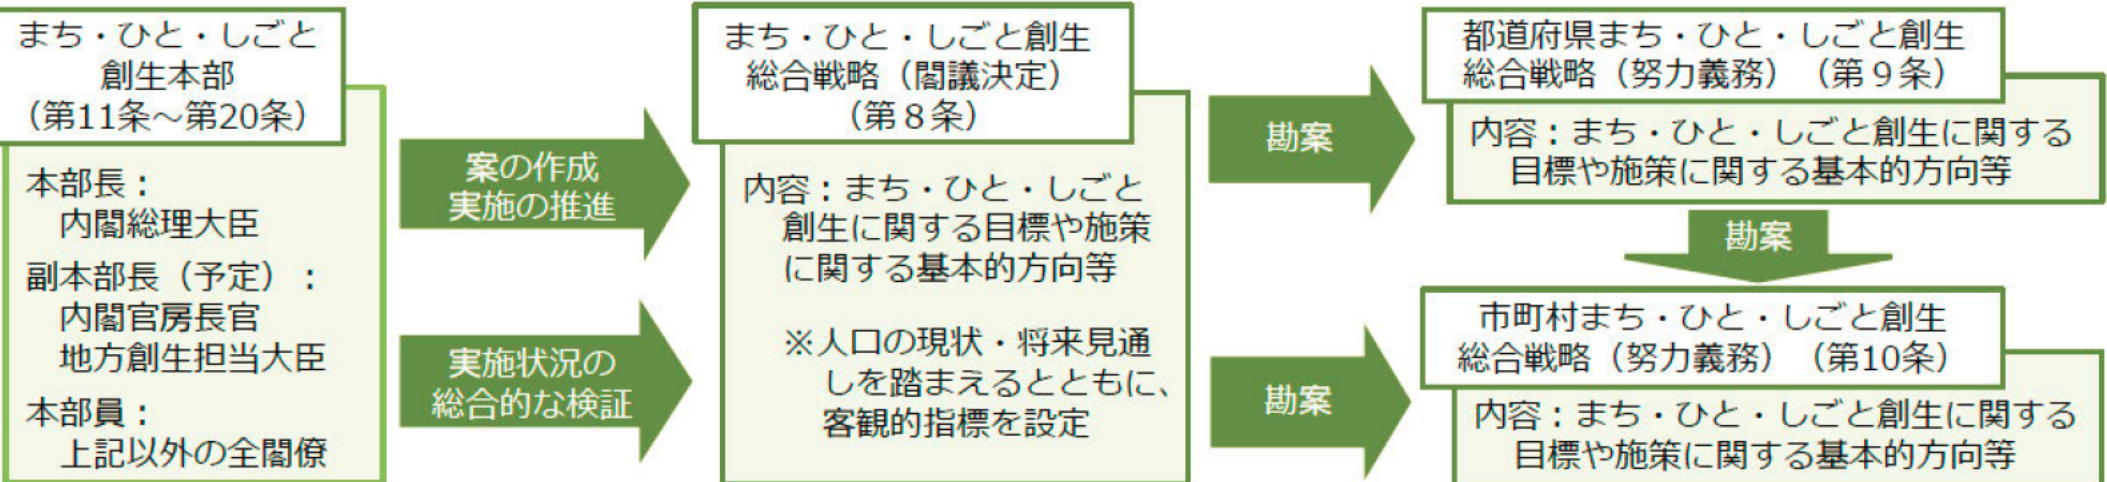 まち・ひと・しごと
創生本部
（第11条～第20条）
本部長：
内閣総理大臣
副本部長（予定）：
内閣官房長官
地方創生担当大臣
本部員：
上記以外の全閣僚
案の作成
実施の推進
実施状況の
総合的な検証
まち・ひと・しごと創生
総合戦略（閣議決定）
（第８条）
内容：まち・ひと・しごと
創生に関する目標や施策
に関する基本的方向等
※人口の現状・将来見通
しを踏まえるとともに、
客観的指標を設定
勘案
勘案
都道府県まち・ひと・しごと創生
総合戦略（努力義務）（第９条）
内容：まち・ひと・しごと創生に関する
目標や施策に関する基本的方向等
勘案
市町村まち・ひと・しごと創生
総合戦略（努力義務）（第10条）
内容：まち・ひと・しごと創生に関する
目標や施策に関する基本的方向等